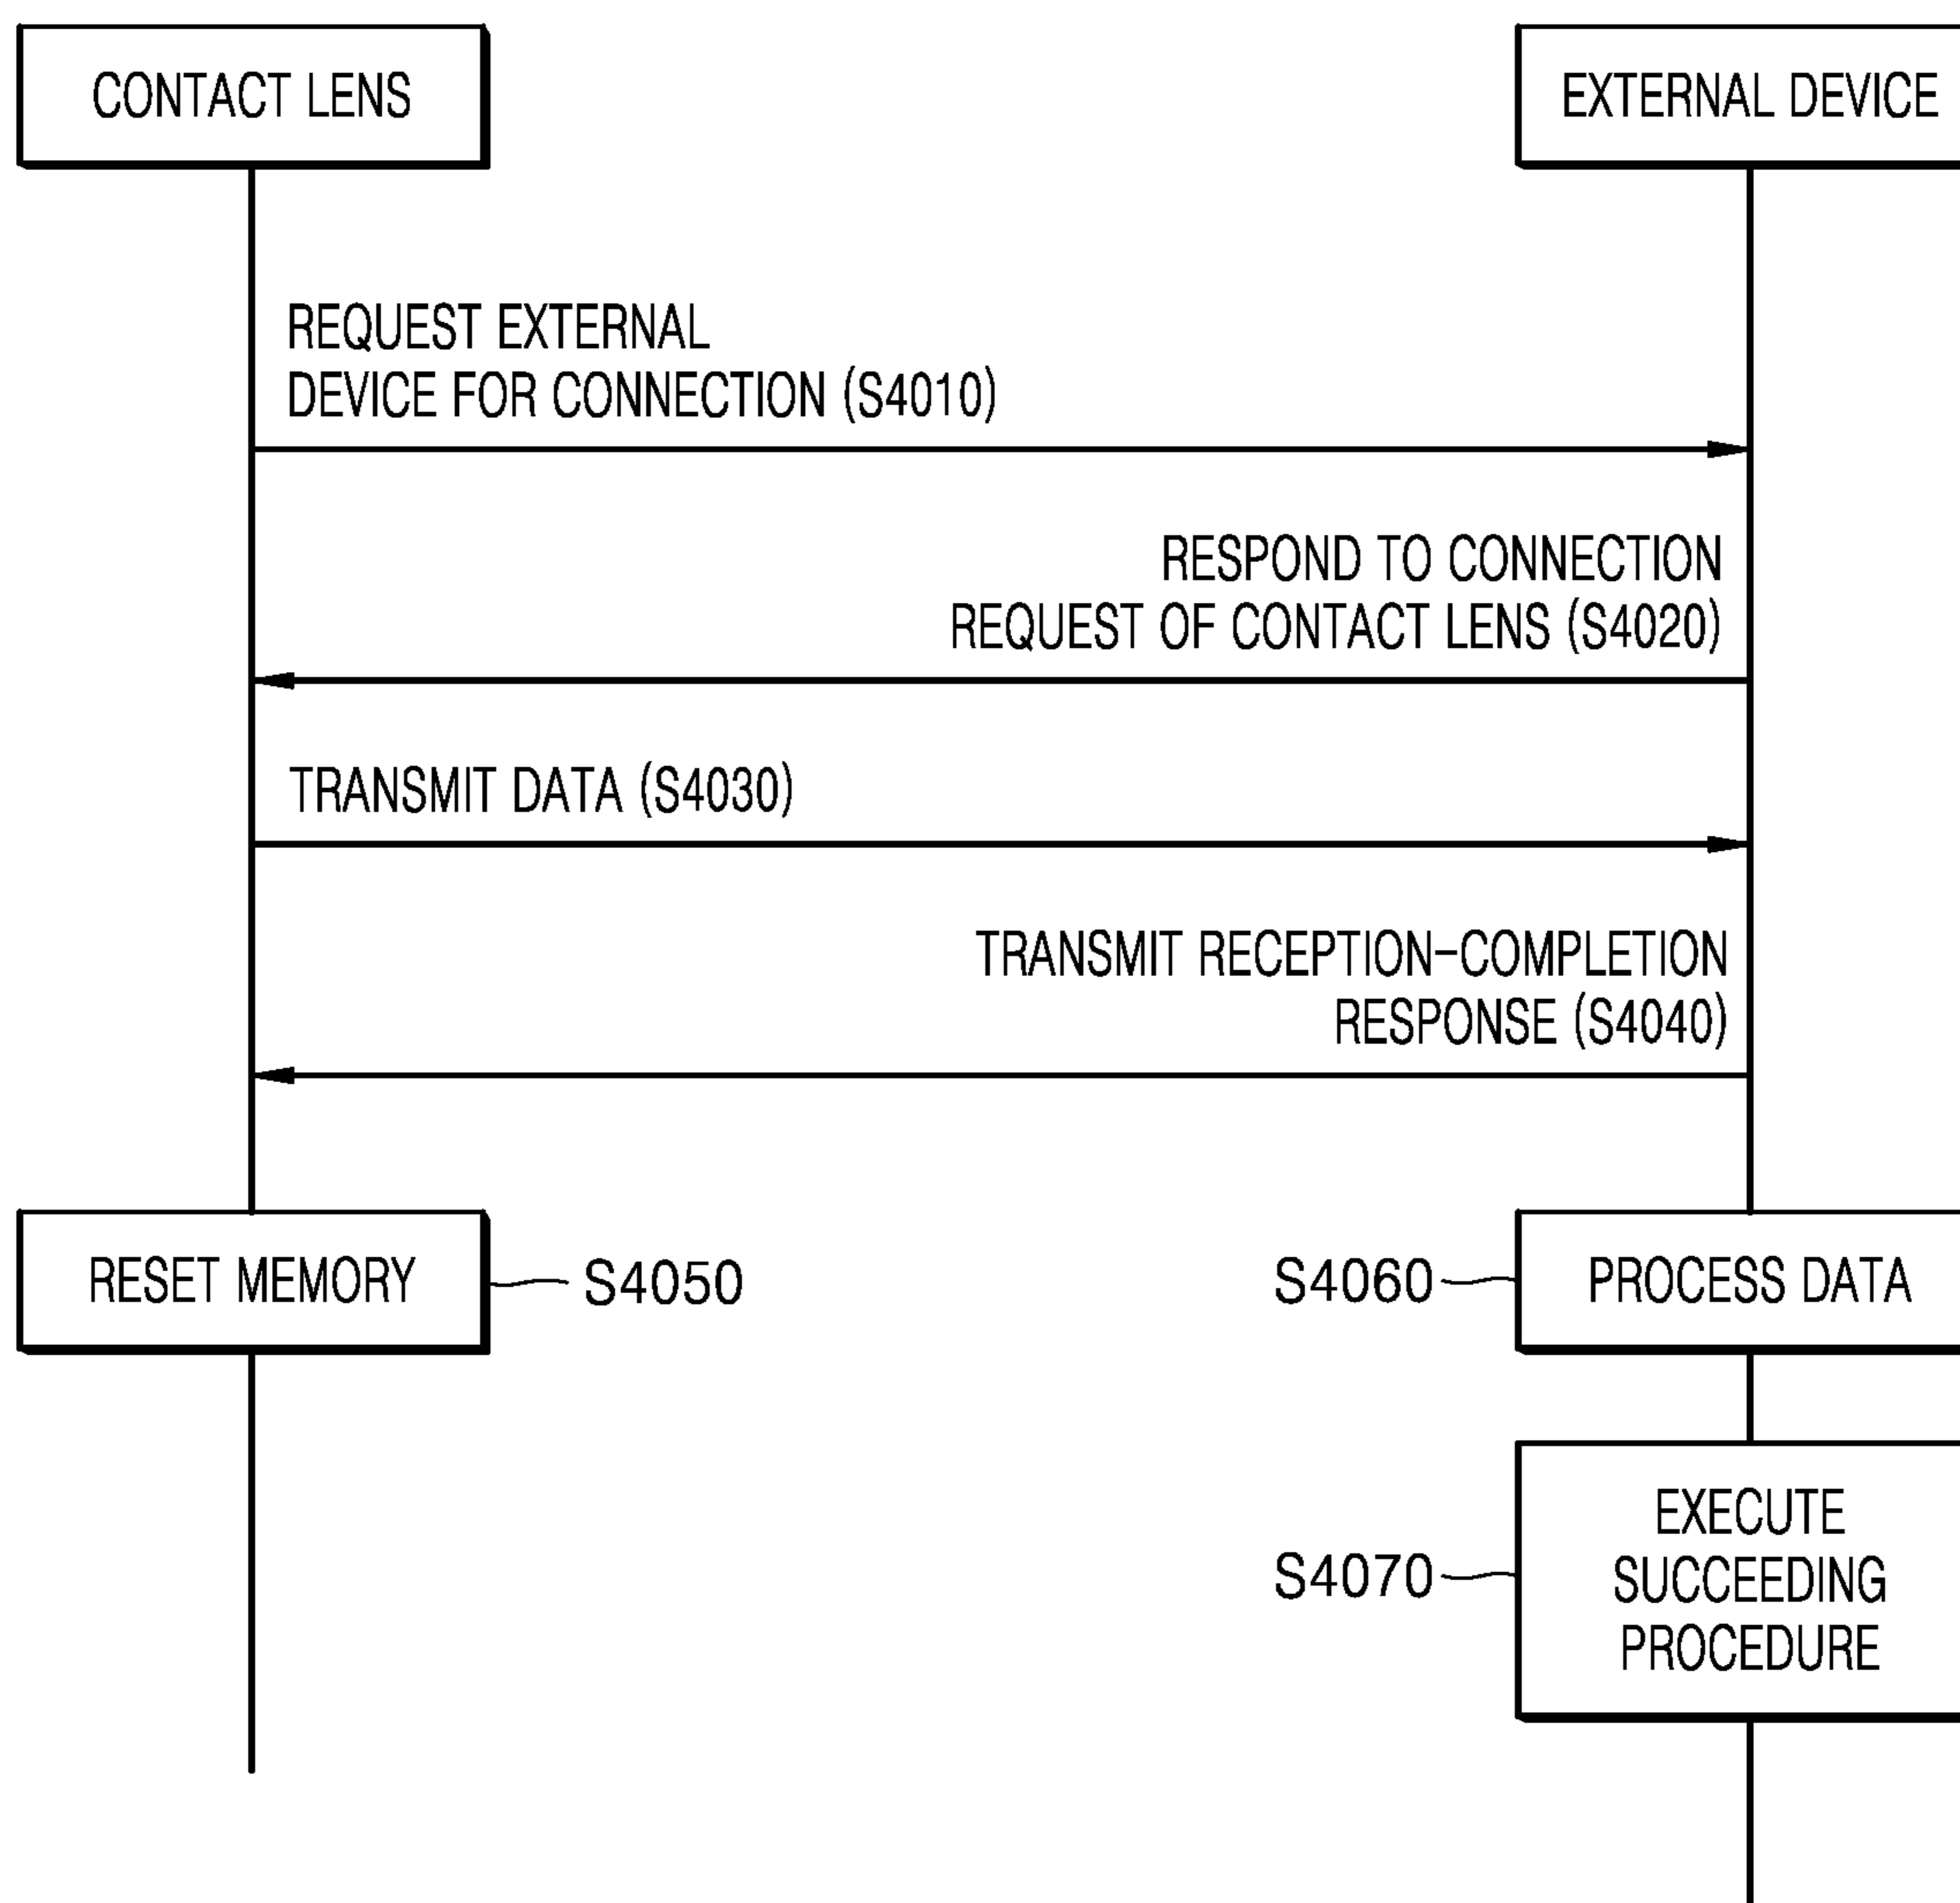 CONTACT LENS
EXTERNAL DEVICE
REQUEST EXTERNAL
DEVICE FOR CONNECTION (S4010)
RESPOND TO CONNECTION
REQUEST OF CONTACT LENS (S4020)
TRANSMIT DATA (S4030)
TRANSMIT RECEPTION-COMPLETION
RESPONSE (S4040)
RESET MEMORY
S4050
S4060
PROCESS DATA
S4070
EXECUTE
SUCCEEDING
PROCEDURE